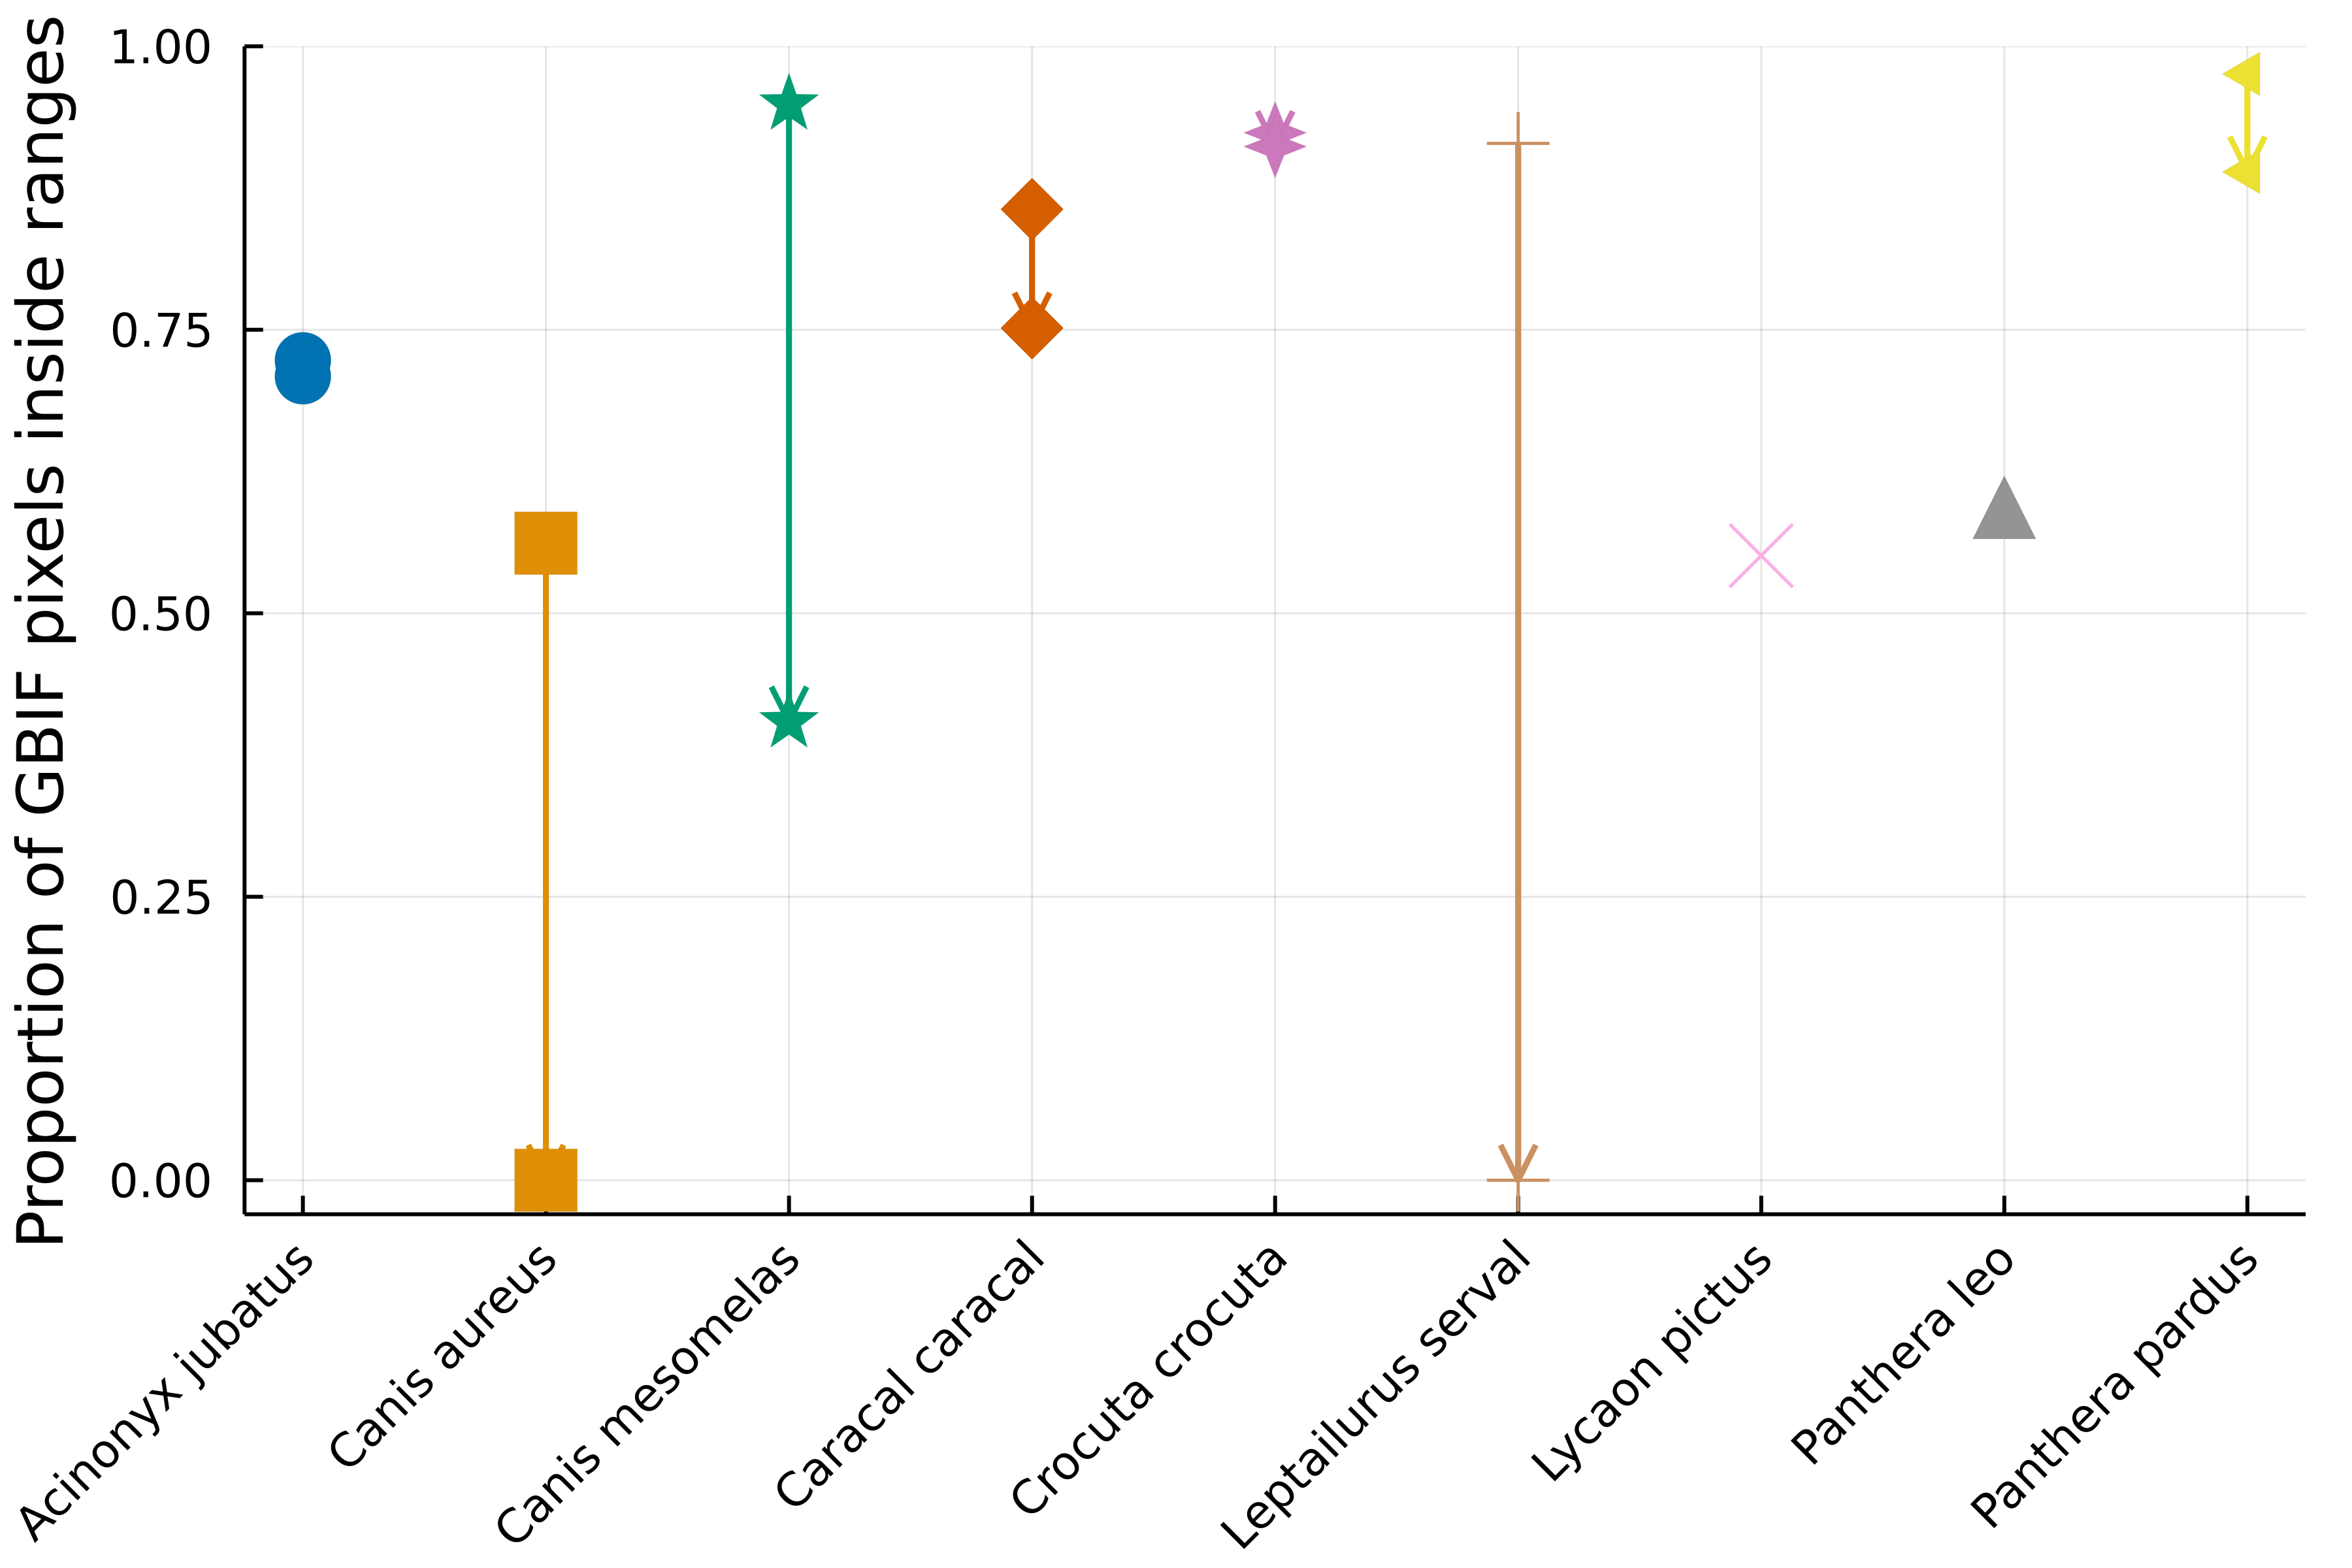 Proportion of GBIF pixels inside ranges
1.00
0.75
0.50
0.25
0.00
Acinonyx jubatus
Canis aureus
Canis mesomelas
Caracal caracal
Crocuta crocuta
Leptailurus serval
Lycaon pictus
Panthera leo
Panthera pardus